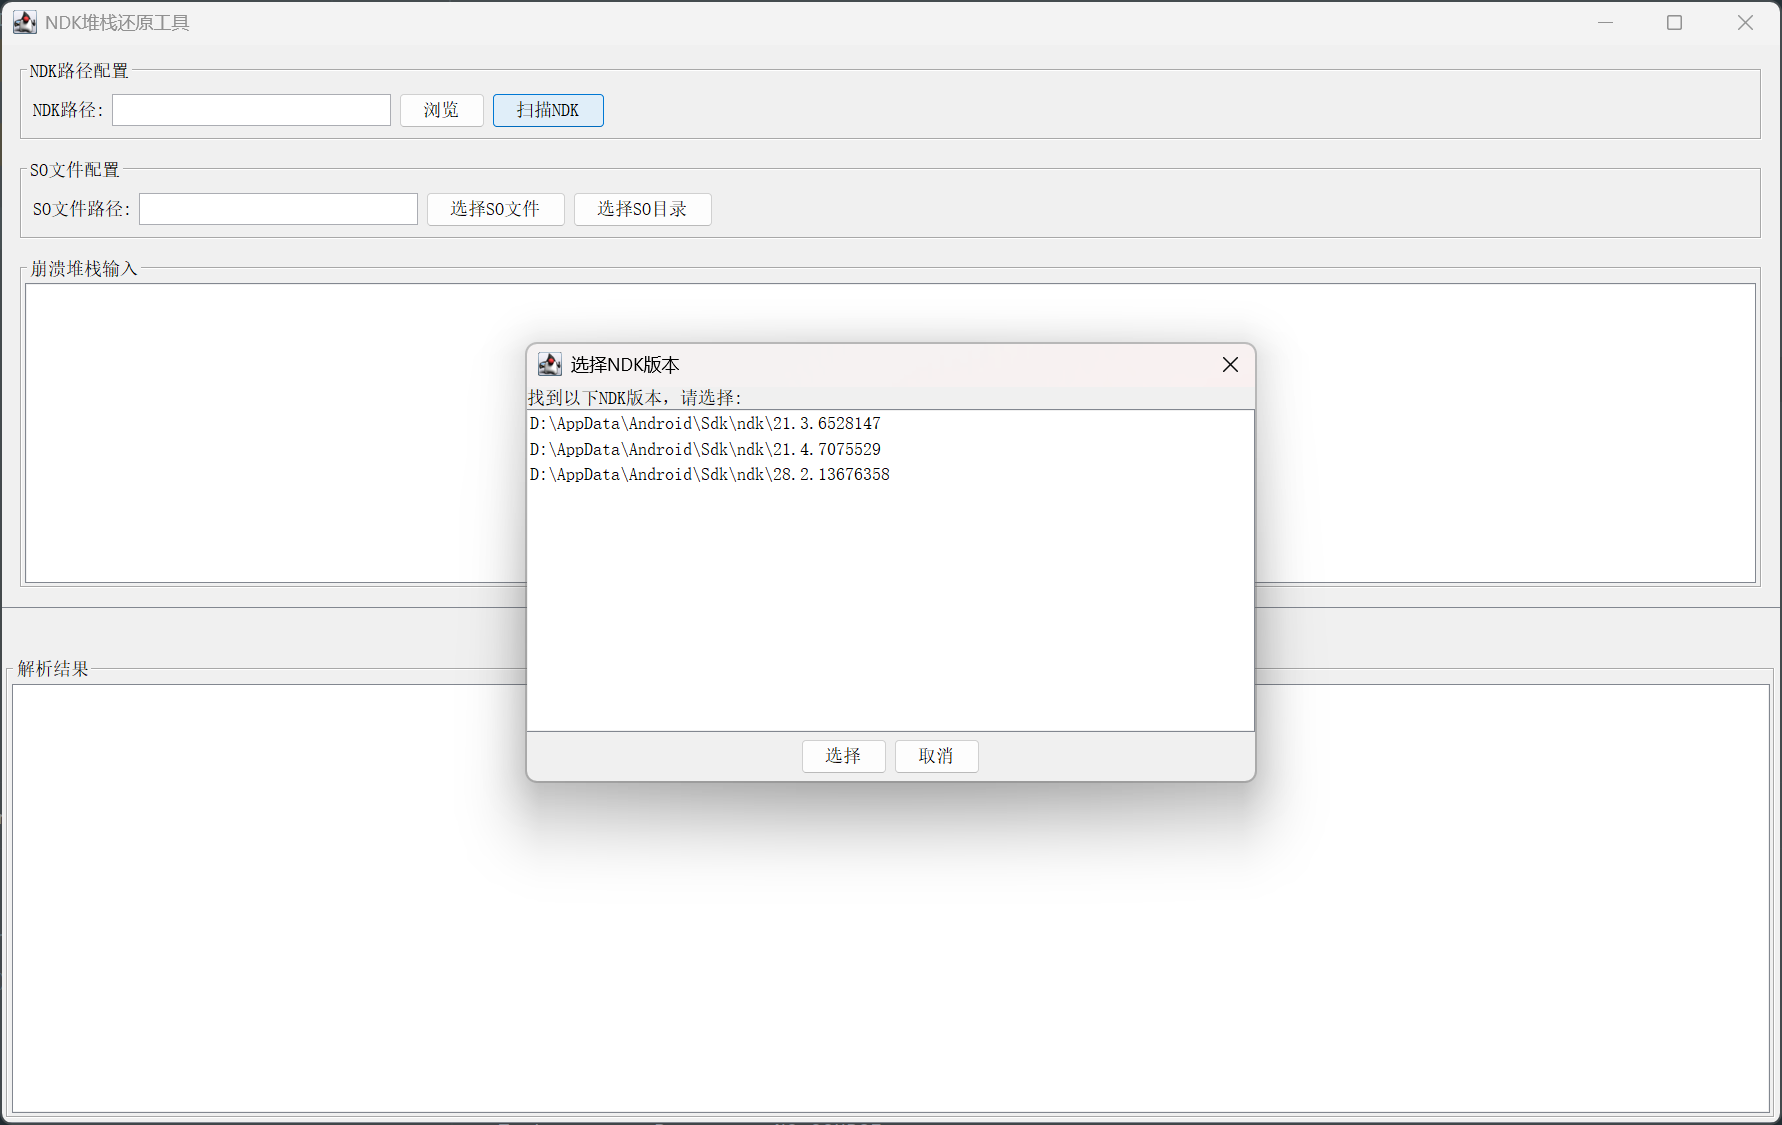 NDK堆栈还原工具
NDK路径配置
NDK路径: 浏览 扫描NDK
SO文件配置
SO文件路径: 选择SO文件 选择SO目录
崩溃堆栈输入
选择NDK版本
找到以下NDK版本，请选择:
D:\AppData\Android\Sdk\ndk\21.3.6528147
D:\AppData\Android\Sdk\ndk\21.4.7075529
D:\AppData\Android\Sdk\ndk\28.2.13676358
选择 取消
解析结果